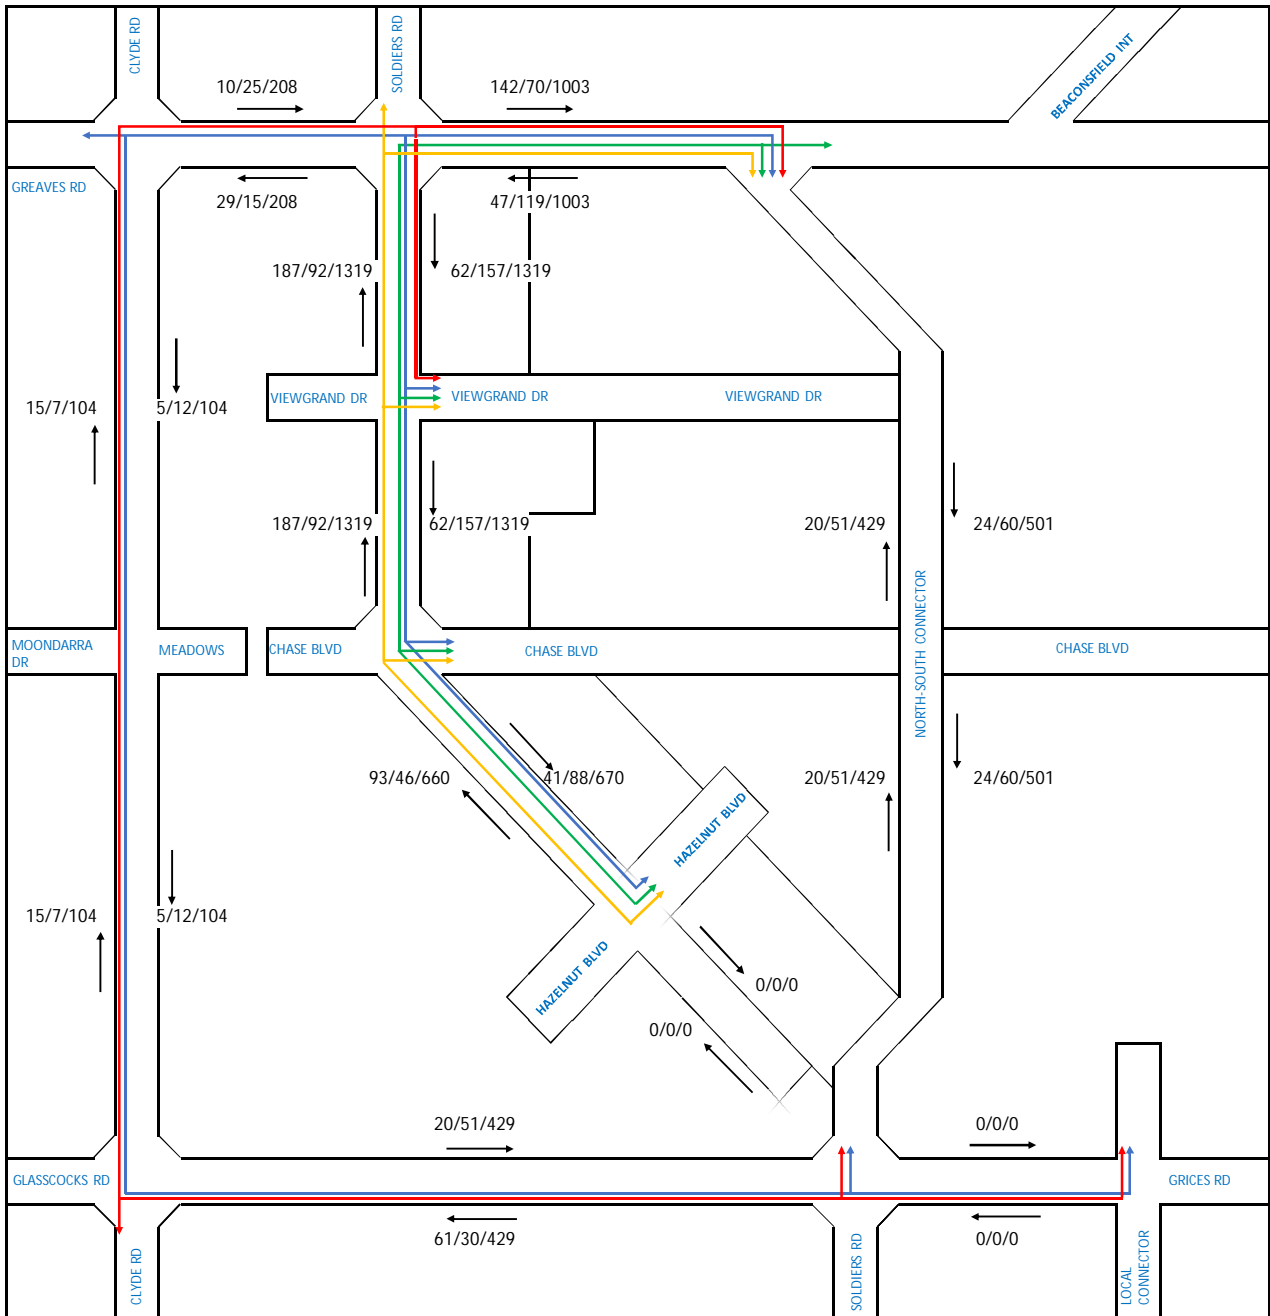 CLYDE RD
SOLDIERS RD
BEACONSFIELD INT
10/25/208
142/70/1003
GREAVES RD
29/15/208
47/119/1003
187/92/1319
62/157/1319
VIEWGRAND DR
VIEWGRAND DR
VIEWGRAND DR
15/7/104
5/12/104
187/92/1319
62/157/1319
20/51/429
24/60/501
NORTH-SOUTH CONNECTOR
MOONDARRA
DR
MEADOWS
CHASE BLVD
CHASE BLVD
CHASE BLVD
93/46/660
41/88/670
20/51/429
24/60/501
HAZELNUT BLVD
15/7/104
5/12/104
HAZELNUT BLVD
0/0/0
0/0/0
20/51/429
0/0/0
GLASSCOCKS RD
GRICES RD
61/30/429
0/0/0
CLYDE RD
SOLDIERS RD
LOCAL
CONNECTOR